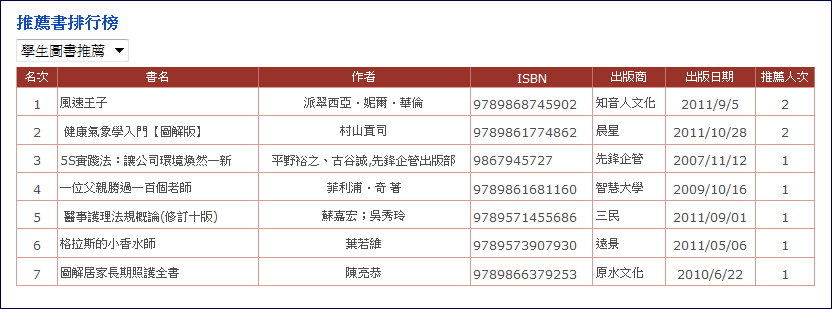 推薦書排行榜
學生圖書推薦
名次 書名 作者 ISBN 出版商 出版日期 推薦人次
1 風速王子 派翠西亞・妮爾・華倫 9789868745902 知音人文化 2011/9/5 2
2 健康氣象學入門【圖解版】 村山貢司 9789861774862 晨星 2011/10/28 2
3 5S實踐法：讓公司環境煥然一新 平野裕之、古谷誠,先鋒企管出版部 9867945727 先鋒企管 2007/11/12 1
4 一位父親勝過一百個老師 菲利浦・奇 著 9789861681160 智慧大學 2009/10/16 1
5 醫事護理法規概論(修訂十版) 蘇嘉宏；吳秀玲 9789571455686 三民 2011/09/01 1
6 格拉斯的小香水師 葉若維 9789573907930 遠景 2011/05/06 1
7 圖解居家長期照護全書 陳亮恭 9789866379253 原水文化 2010/6/22 1